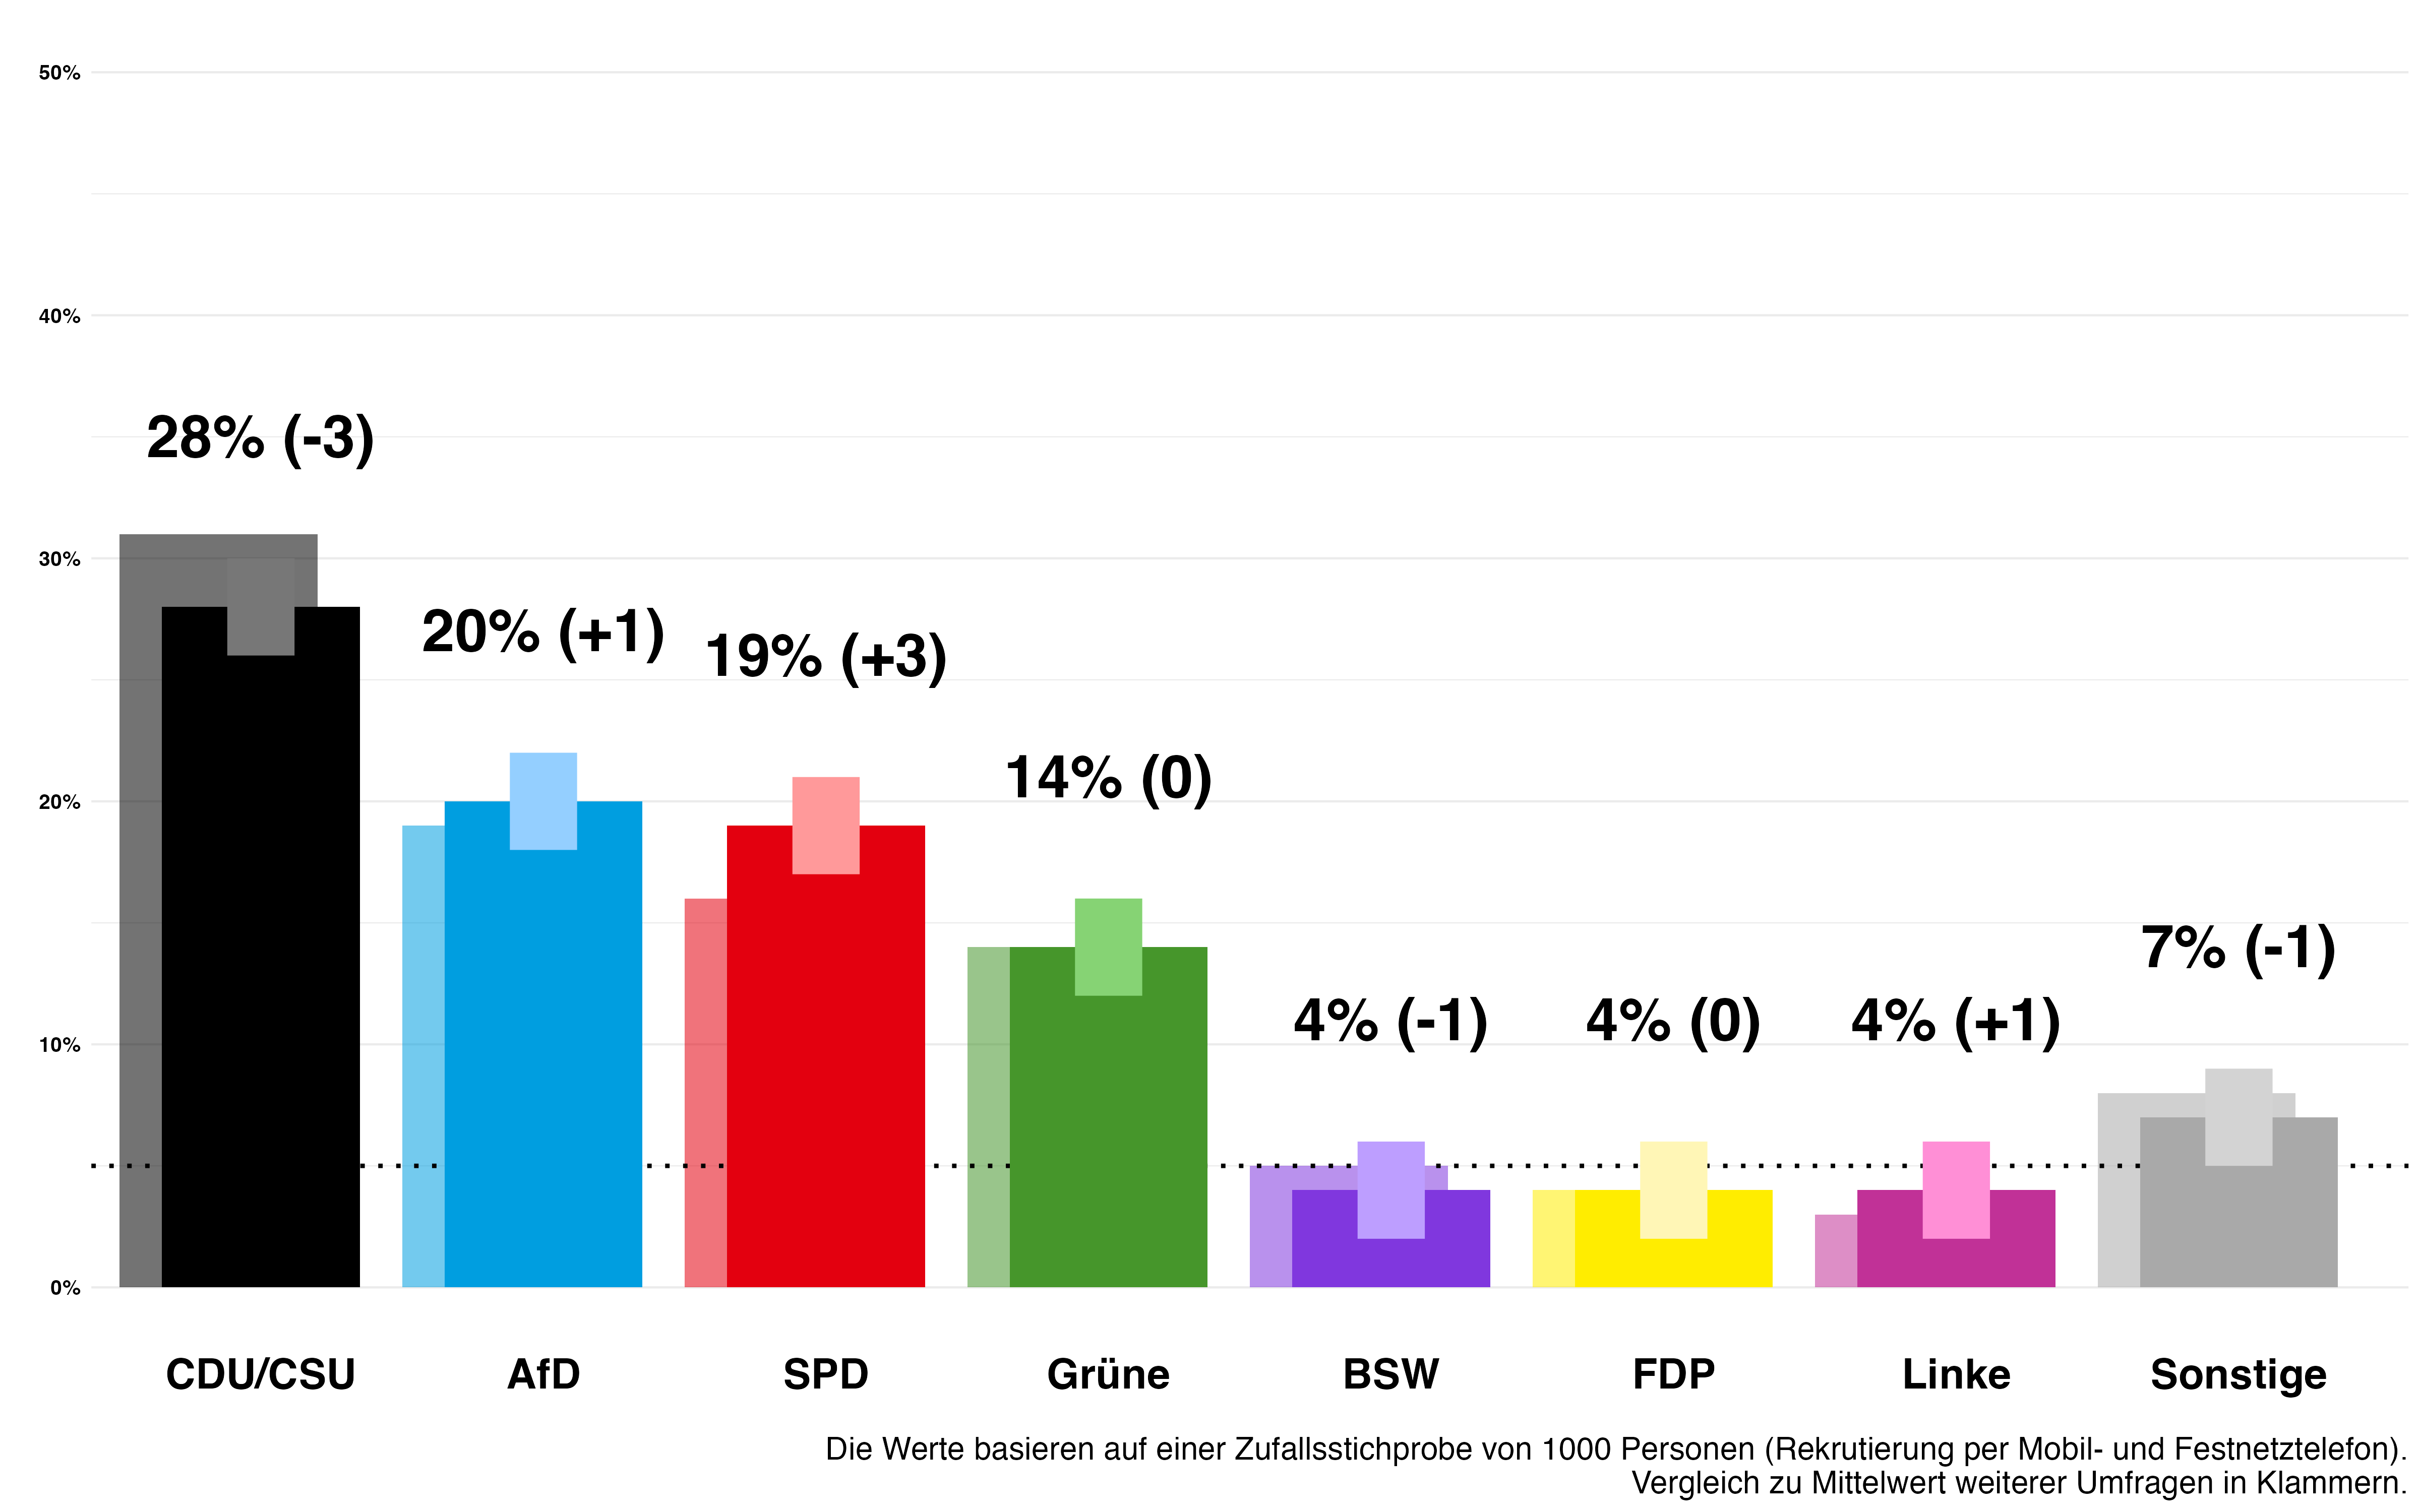 50%
40%
30%
20%
10%
0%
28% (-3)
20% (+1)
19% (+3)
14% (0)
4% (-1)
4% (0)
4% (+1)
7% (-1)
CDU/CSU
AfD
SPD
Grüne
BSW
FDP
Linke
Sonstige
Die Werte basieren auf einer Zufallsstichprobe von 1000 Personen (Rekrutierung per Mobil- und Festnetztelefon).
Vergleich zu Mittelwert weiterer Umfragen in Klammern.